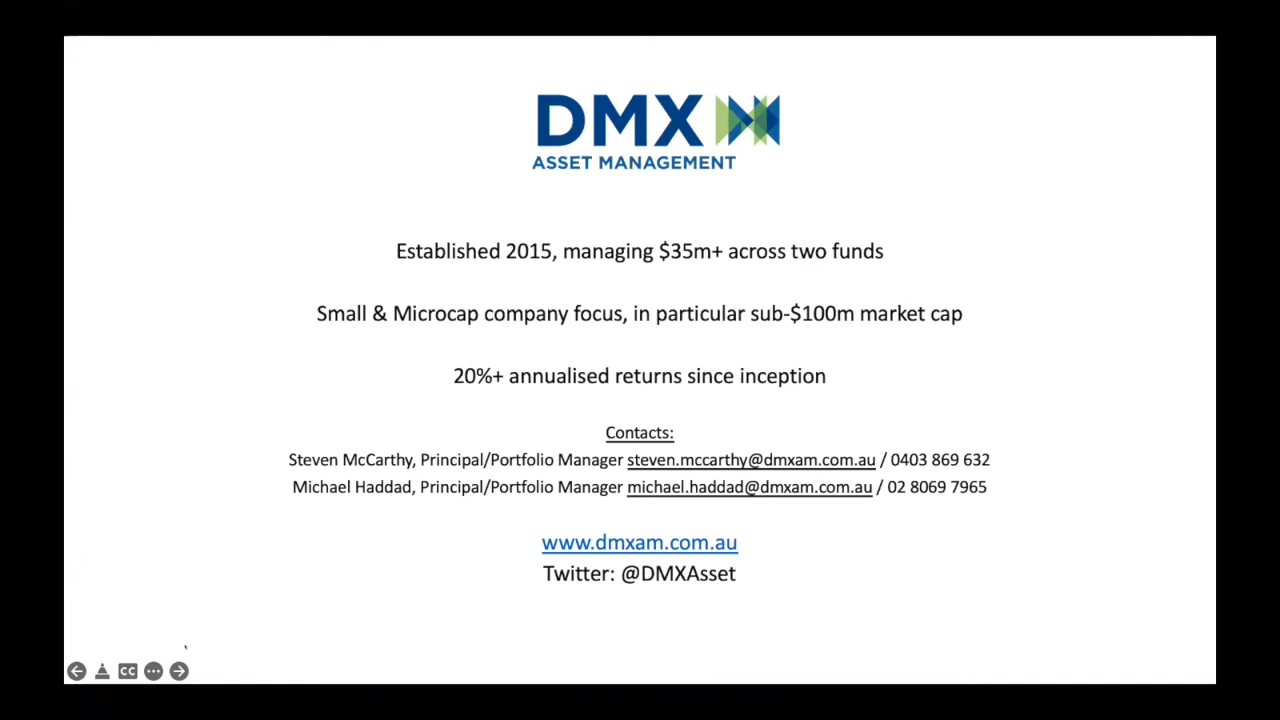 DMX
ASSET MANAGEMENT
Established 2015, managing $35m+ across two funds
Small & Microcap company focus, in particular sub-$100m market cap
20%+ annualised returns since inception
Contacts:
Steven McCarthy, Principal/Portfolio Manager steven.mccarthy@dmxam.com.au / 0403 869 632
Michael Haddad, Principal/Portfolio Manager michael.haddad@dmxam.com.au / 02 8069 7965
www.dmxam.com.au
Twitter: @DMXAsset
CC